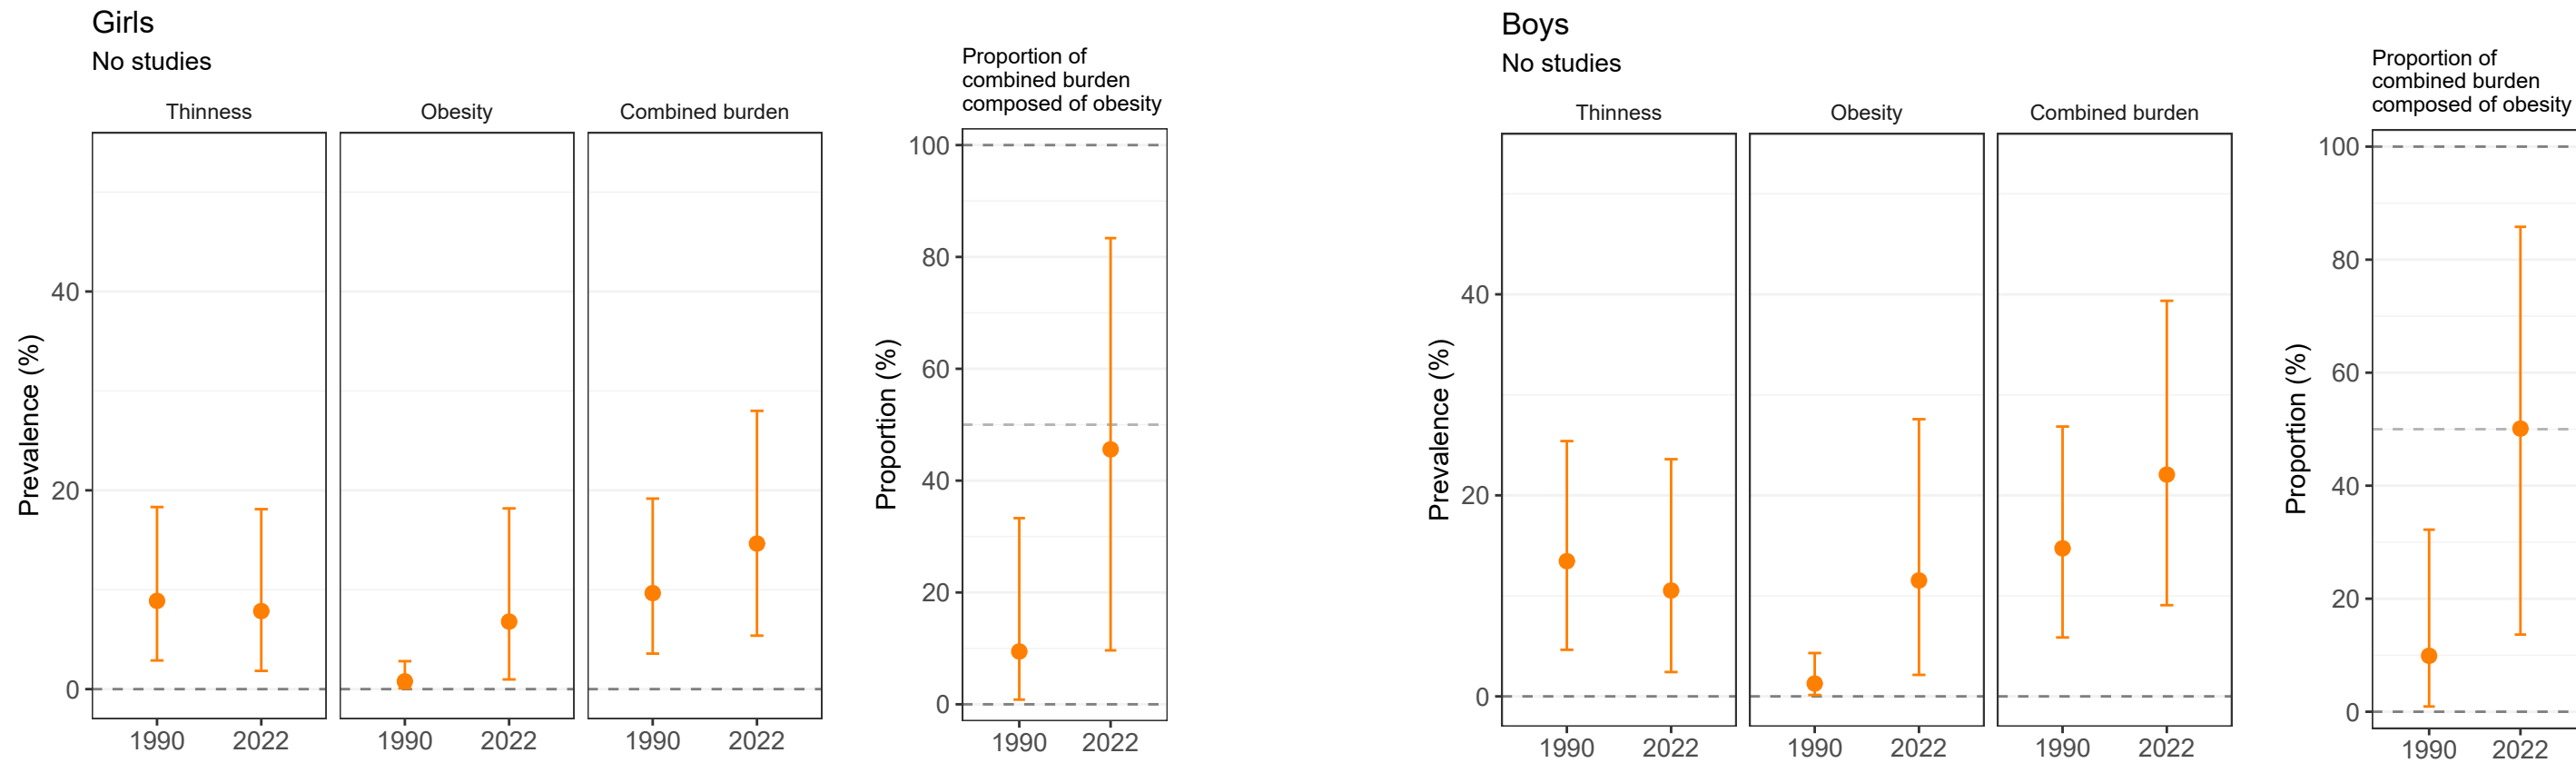 Girls
No studies
Thinness
Obesity
Combined burden
Proportion of
combined burden
composed of obesity
Prevalence (%)
40
20
0
1990 2022
1990 2022
1990 2022
Proportion (%)
100
80
60
40
20
0
1990 2022
Boys
No studies
Thinness
Obesity
Combined burden
Proportion of
combined burden
composed of obesity
Prevalence (%)
40
20
0
1990 2022
1990 2022
1990 2022
Proportion (%)
100
80
60
40
20
0
1990 2022